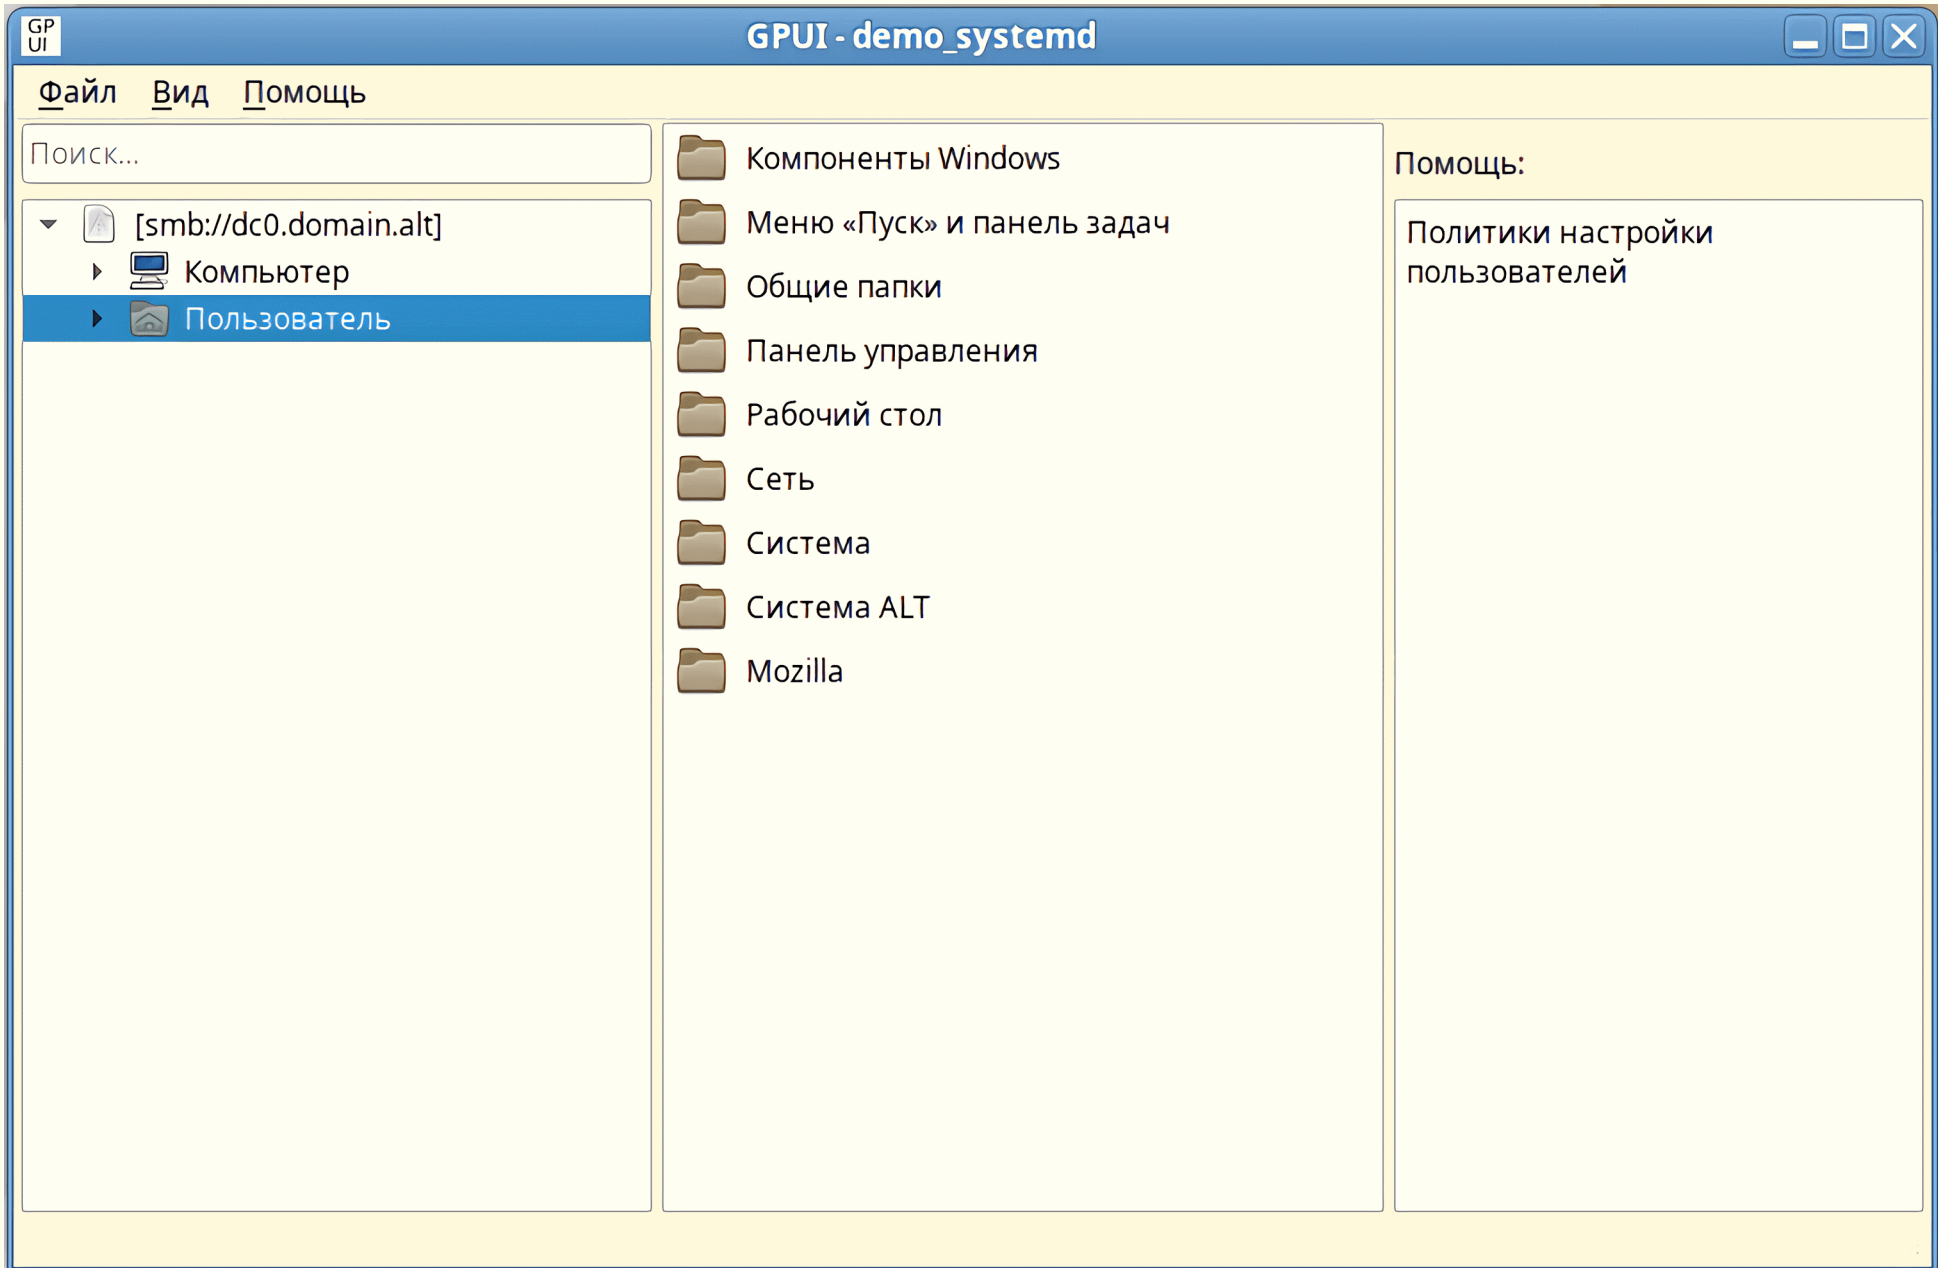 GP
UI
GPUI - demo_systemd
Файл Вид Помощь
Поиск...
[smb://dc0.domain.alt]
Компьютер
Пользователь
Компоненты Windows
Меню «Пуск» и панель задач
Общие папки
Панель управления
Рабочий стол
Сеть
Система
Система ALT
Mozilla
Помощь:
Политики настройки
пользователей